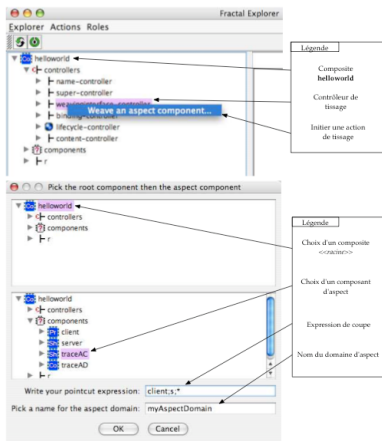 Fractal Explorer
Explorer Actions Roles
helloworld
controllers
name-controller
super-controller
Weave an aspect component...
lifecycle-controller
content-controller
components
r
Légende
Composite
helloworld
Contrôleur de
tissage
Initier une action
de tissage
Pick the root component then the aspect component
helloworld
controllers
components
r
helloworld
controllers
components
client
server
traceAC
traceAD
r
Write your pointcut expression: client;s;*
Pick a name for the aspect domain: myAspectDomain
OK Cancel
Légende
Choix d'un composite
<<racine>>
Choix d'un composant
d'aspect
Expression de coupe
Nom du domaine d'aspect